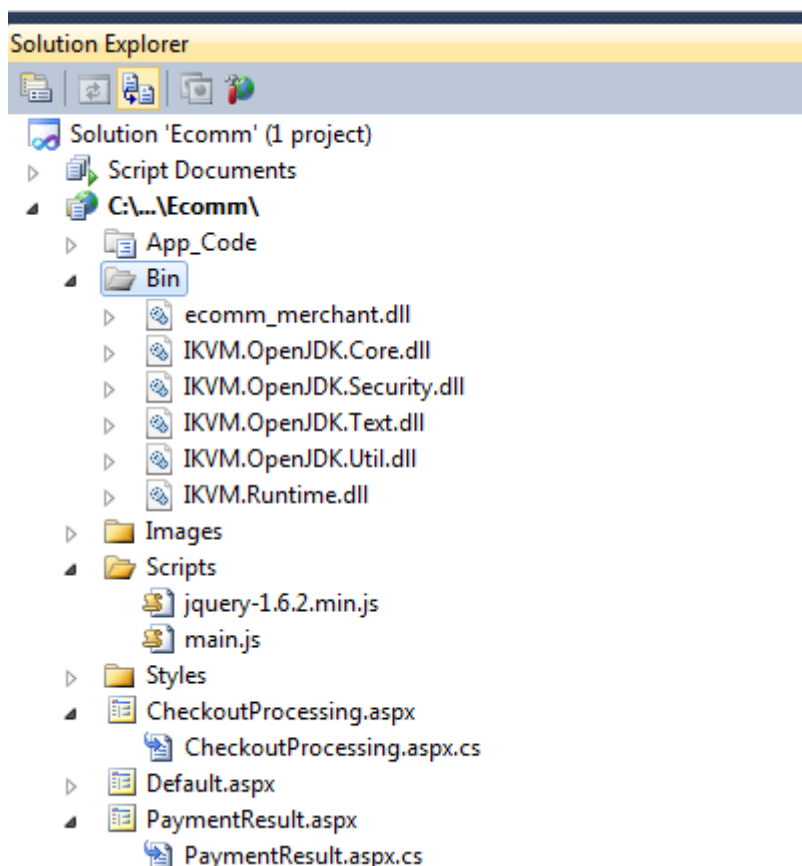 Solution Explorer
Solution 'Ecomm' (1 project)
Script Documents
C:\...\Ecomm\
App_Code
Bin
ecomm_merchant.dll
IKVM.OpenJDK.Core.dll
IKVM.OpenJDK.Security.dll
IKVM.OpenJDK.Text.dll
IKVM.OpenJDK.Util.dll
IKVM.Runtime.dll
Images
Scripts
jquery-1.6.2.min.js
main.js
Styles
CheckoutProcessing.aspx
CheckoutProcessing.aspx.cs
Default.aspx
PaymentResult.aspx
PaymentResult.aspx.cs